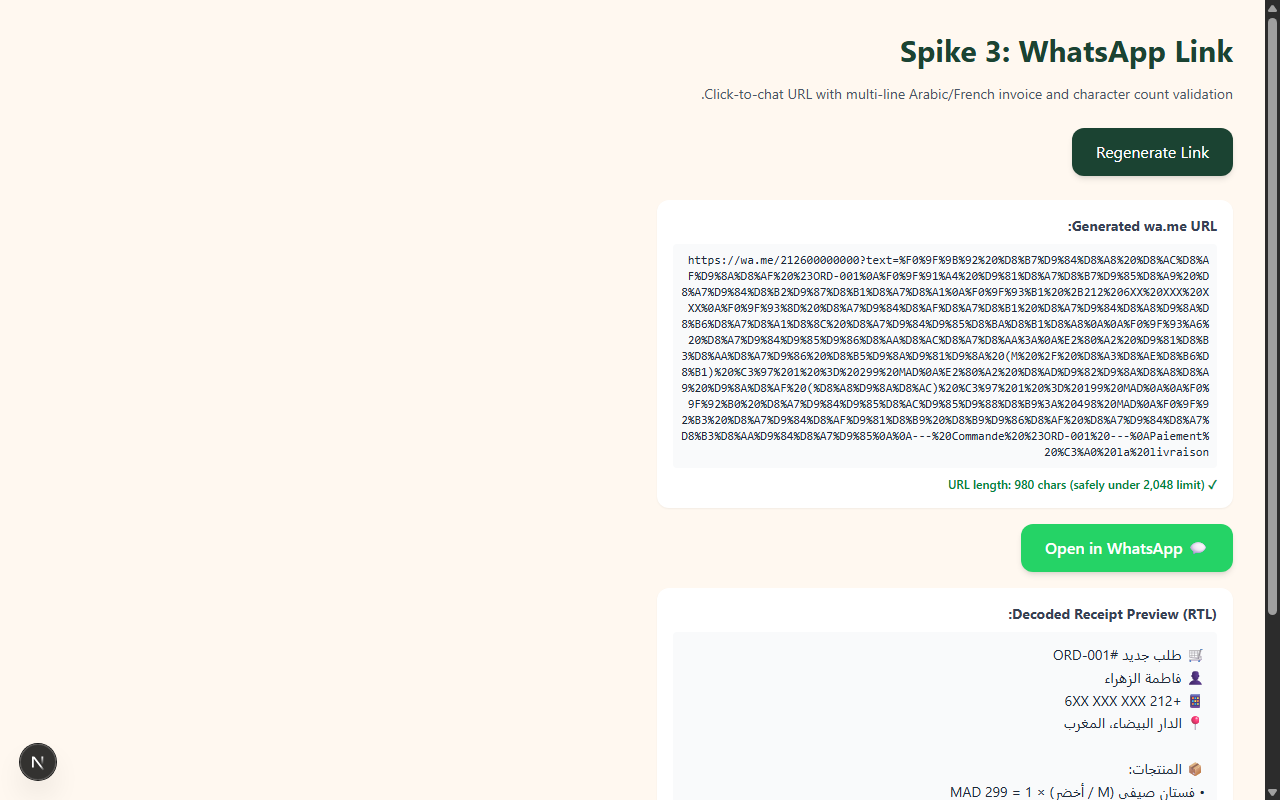 Spike 3: WhatsApp Link
Click-to-chat URL with multi-line Arabic/French invoice and character count validation.
Regenerate Link
Generated wa.me URL:
https://wa.me/212600000000?text=%F0%9F%9B%92%20%D8%B7%D9%84%D8%A8%20%D8%AC%D8%A
F%D9%8A%D8%AF%20%23ORD-001%0A%F0%9F%91%A4%20%D9%81%D8%A7%D8%B7%D9%85%D8%A9%20%D
8%A7%D9%84%D8%B2%D9%87%D8%B1%D8%A7%D8%A1%0A%F0%9F%93%B1%20%2B212%206XX%20XXX%20X
XX%0A%F0%9F%93%8D%20%D8%A7%D9%84%D8%AF%D8%A7%D8%B1%20%D8%A7%D9%84%D8%A8%D9%8A%D
8%B6%D8%A7%D8%A1%D8%8C%20%D8%A7%D9%84%D9%85%D8%BA%D8%B1%D8%A8%0A%0A%F0%9F%93%A6%
20%D8%A7%D9%84%D9%85%D9%86%D8%AA%D8%AC%D8%A7%D8%AA%3A%0A%E2%80%A2%20%D9%81%D8%B
3%D8%AA%D8%A7%D9%86%20%D8%B5%D9%8A%D9%81%D9%8A%20(M%20%2F%20%D8%A3%D8%AE%D8%B6%D
8%B1)%20%C3%97%201%20%3D%20299%20MAD%0A%E2%80%A2%20%D8%AD%D9%82%D9%8A%D8%A8%D8%A
9%20%D9%8A%D8%AF%20(%D8%A8%D9%8A%D8%AC)%20%C3%97%201%20%3D%20199%20MAD%0A%0A%F0%
9F%92%B0%20%D8%A7%D9%84%D9%85%D8%AC%D9%85%D9%88%D8%B9%3A%20498%20MAD%0A%F0%9F%9
2%B3%20%D8%A7%D9%84%D8%AF%D9%81%D8%B9%20%D8%B9%D9%86%D8%AF%20%D8%A7%D9%84%D8%A7%
D8%B3%D8%AA%D9%84%D8%A7%D9%85%0A%0A---%20Commande%20%23ORD-001%20---%0APaiement%
20%C3%A0%20la%20livraison
✓ URL length: 980 chars (safely under 2,048 limit)
Open in WhatsApp 💬
Decoded Receipt Preview (RTL):
🛒 طلب جديد #ORD-001
👤 فاطمة الزهراء
📱 +212 6XX XXX XXX
📍 الدار البيضاء، المغرب
📦 المنتجات:
• فستان صيفي (M / أخضر) × 1 = 299 MAD
N